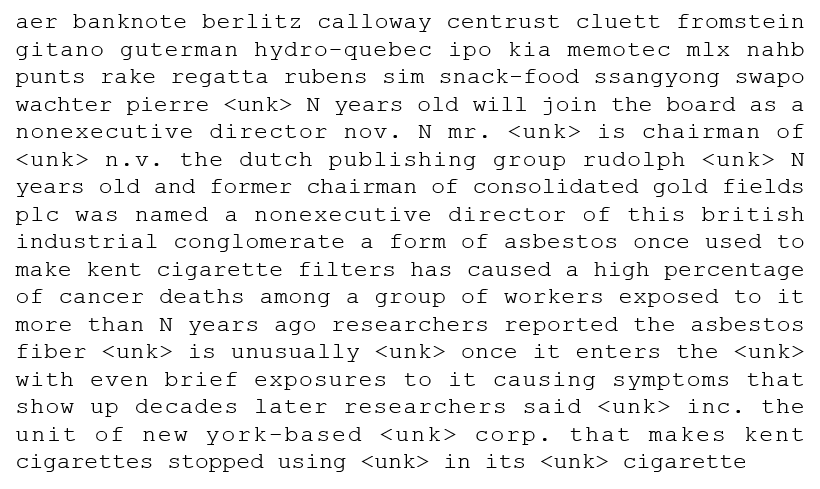 aer banknote berlitz calloway centrust cluett fromstein
gitano guterman hydro-quebec ipo kia memotec mlx nahb
punts rake regatta rubens sim snack-food ssangyong swapo
wachter pierre <unk> N years old will join the board as a
nonexecutive director nov. N mr. <unk> is chairman of
<unk> n.v. the dutch publishing group rudolph <unk> N
years old and former chairman of consolidated gold fields
plc was named a nonexecutive director of this british
industrial conglomerate a form of asbestos once used to
make kent cigarette filters has caused a high percentage
of cancer deaths among a group of workers exposed to it
more than N years ago researchers reported the asbestos
fiber <unk> is unusually <unk> once it enters the <unk>
with even brief exposures to it causing symptoms that
show up decades later researchers said <unk> inc. the
unit of new york-based <unk> corp. that makes kent
cigarettes stopped using <unk> in its <unk> cigarette